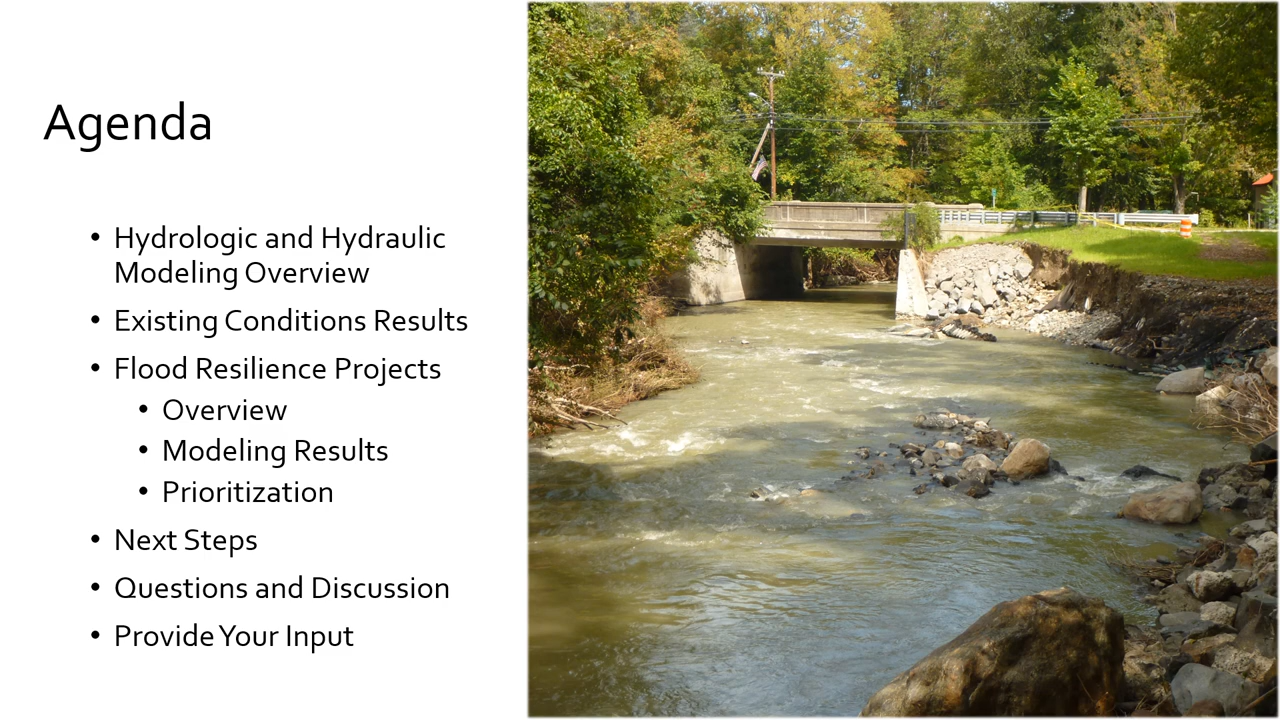 Agenda
• Hydrologic and Hydraulic
Modeling Overview
• Existing Conditions Results
• Flood Resilience Projects
• Overview
• Modeling Results
• Prioritization
• Next Steps
• Questions and Discussion
• Provide Your Input